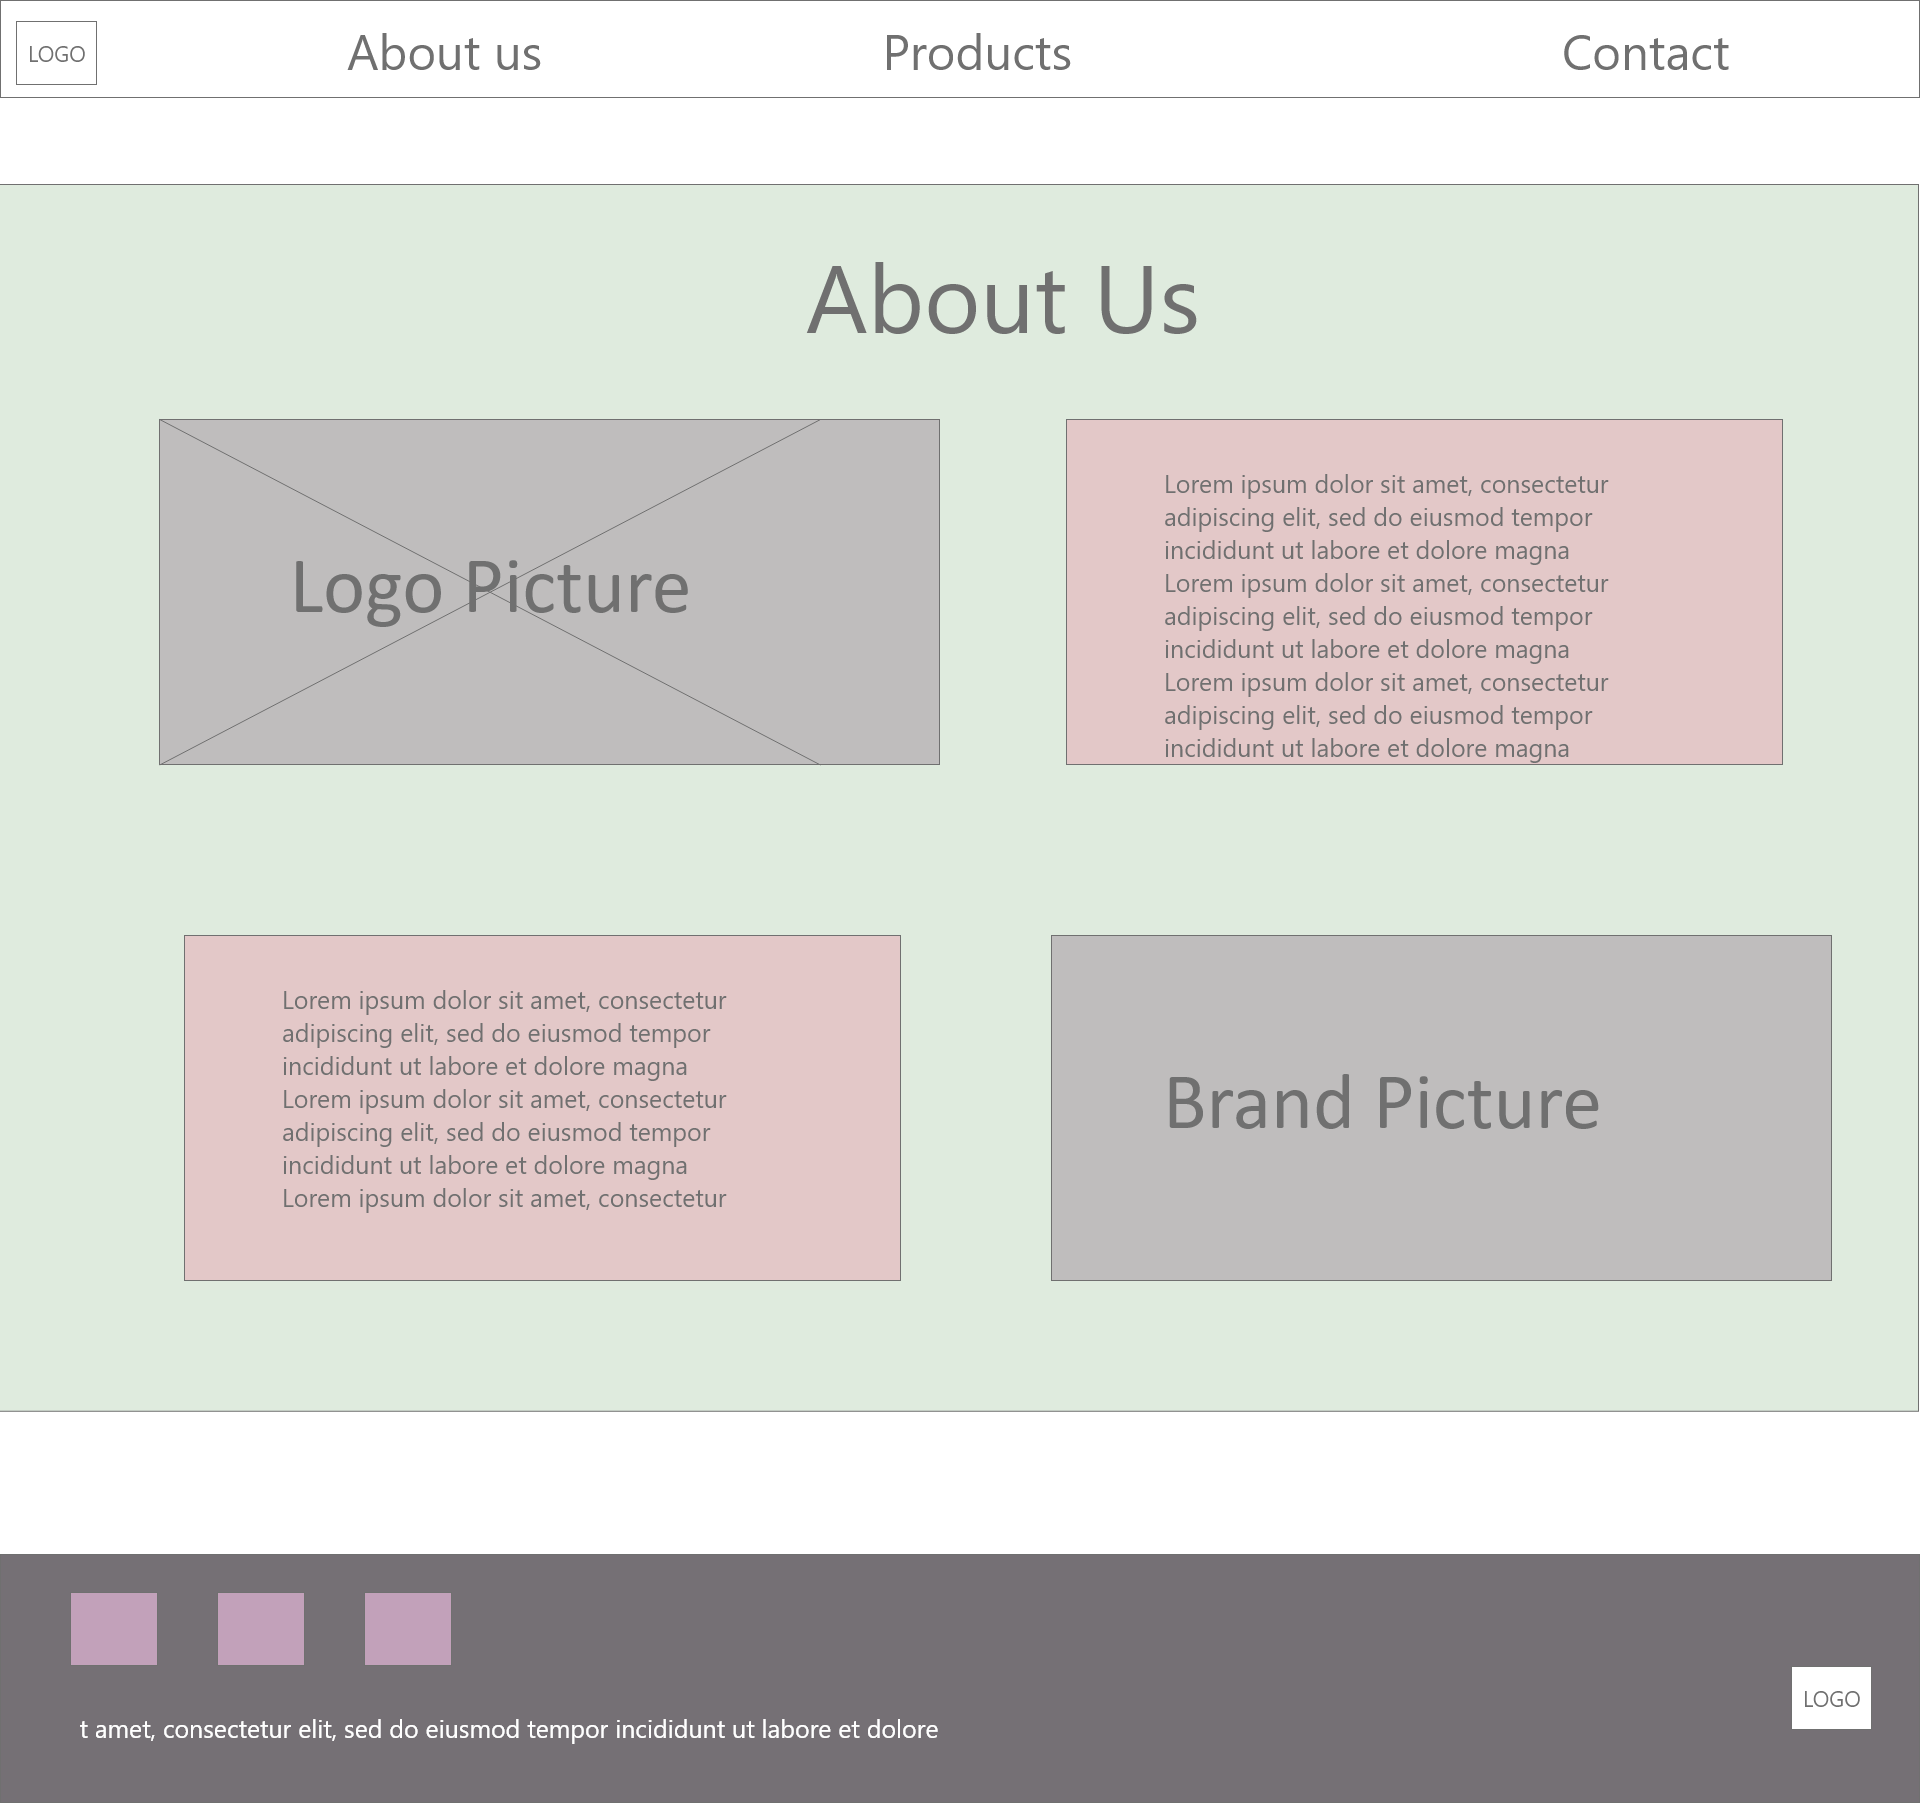 LOGO
About us
Products
Contact
About Us
Logo Picture
Lorem ipsum dolor sit amet, consectetur
adipiscing elit, sed do eiusmod tempor
incididunt ut labore et dolore magna
Lorem ipsum dolor sit amet, consectetur
adipiscing elit, sed do eiusmod tempor
incididunt ut labore et dolore magna
Lorem ipsum dolor sit amet, consectetur
adipiscing elit, sed do eiusmod tempor
incididunt ut labore et dolore magna
Lorem ipsum dolor sit amet, consectetur
adipiscing elit, sed do eiusmod tempor
incididunt ut labore et dolore magna
Lorem ipsum dolor sit amet, consectetur
adipiscing elit, sed do eiusmod tempor
incididunt ut labore et dolore magna
Lorem ipsum dolor sit amet, consectetur
Brand Picture
t amet, consectetur elit, sed do eiusmod tempor incididunt ut labore et dolore
LOGO